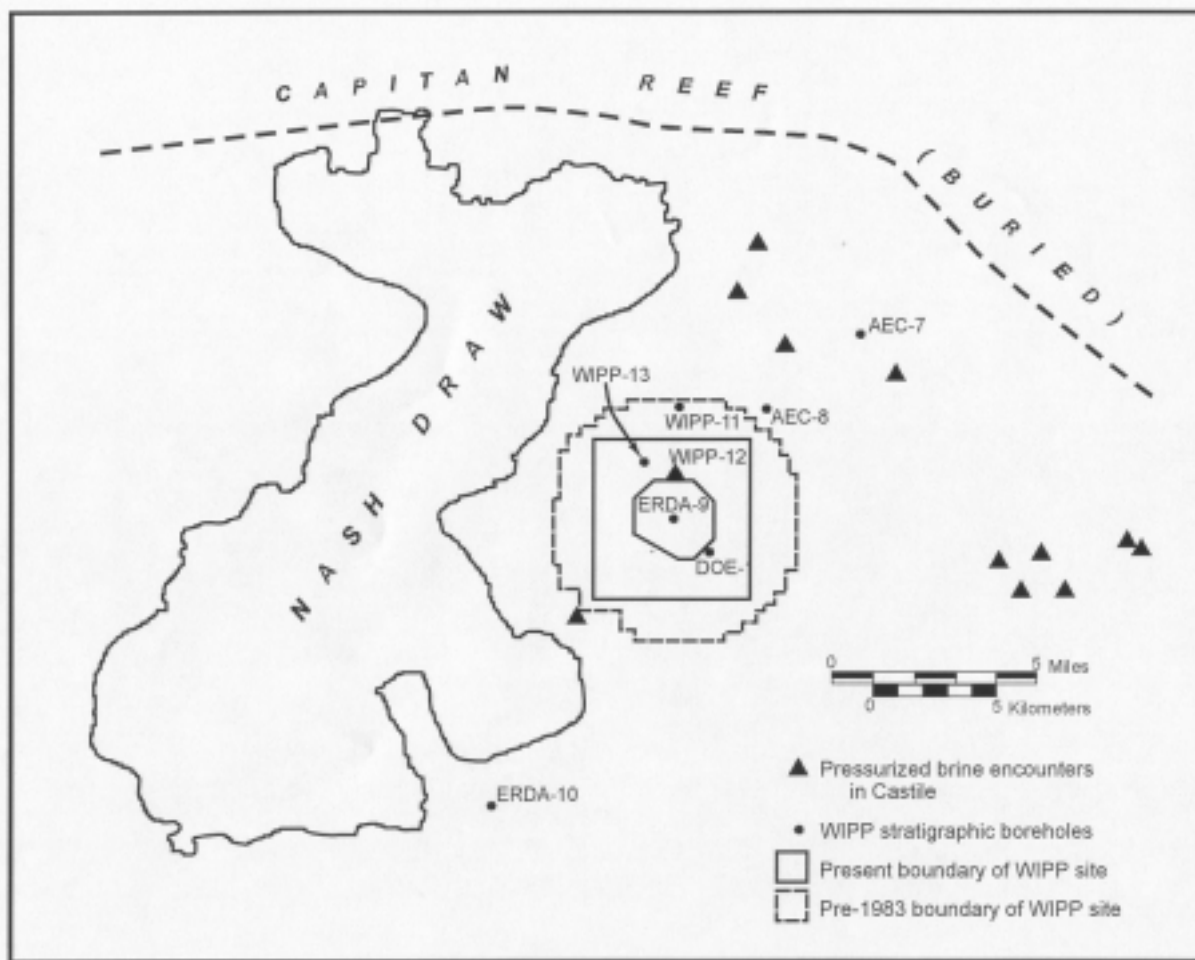 CAPITAN REEF
(BURIED)
NASH DRAW
AEC-7
WIPP-13
AEC-8
WIPP-11
WIPP-12
ERDA-9
DOE-
ERDA-10
0 5 Miles
0 5 Kilometers
Pressurized brine encounters
in Castile
WIPP stratigraphic boreholes
Present boundary of WIPP site
Pre-1983 boundary of WIPP site